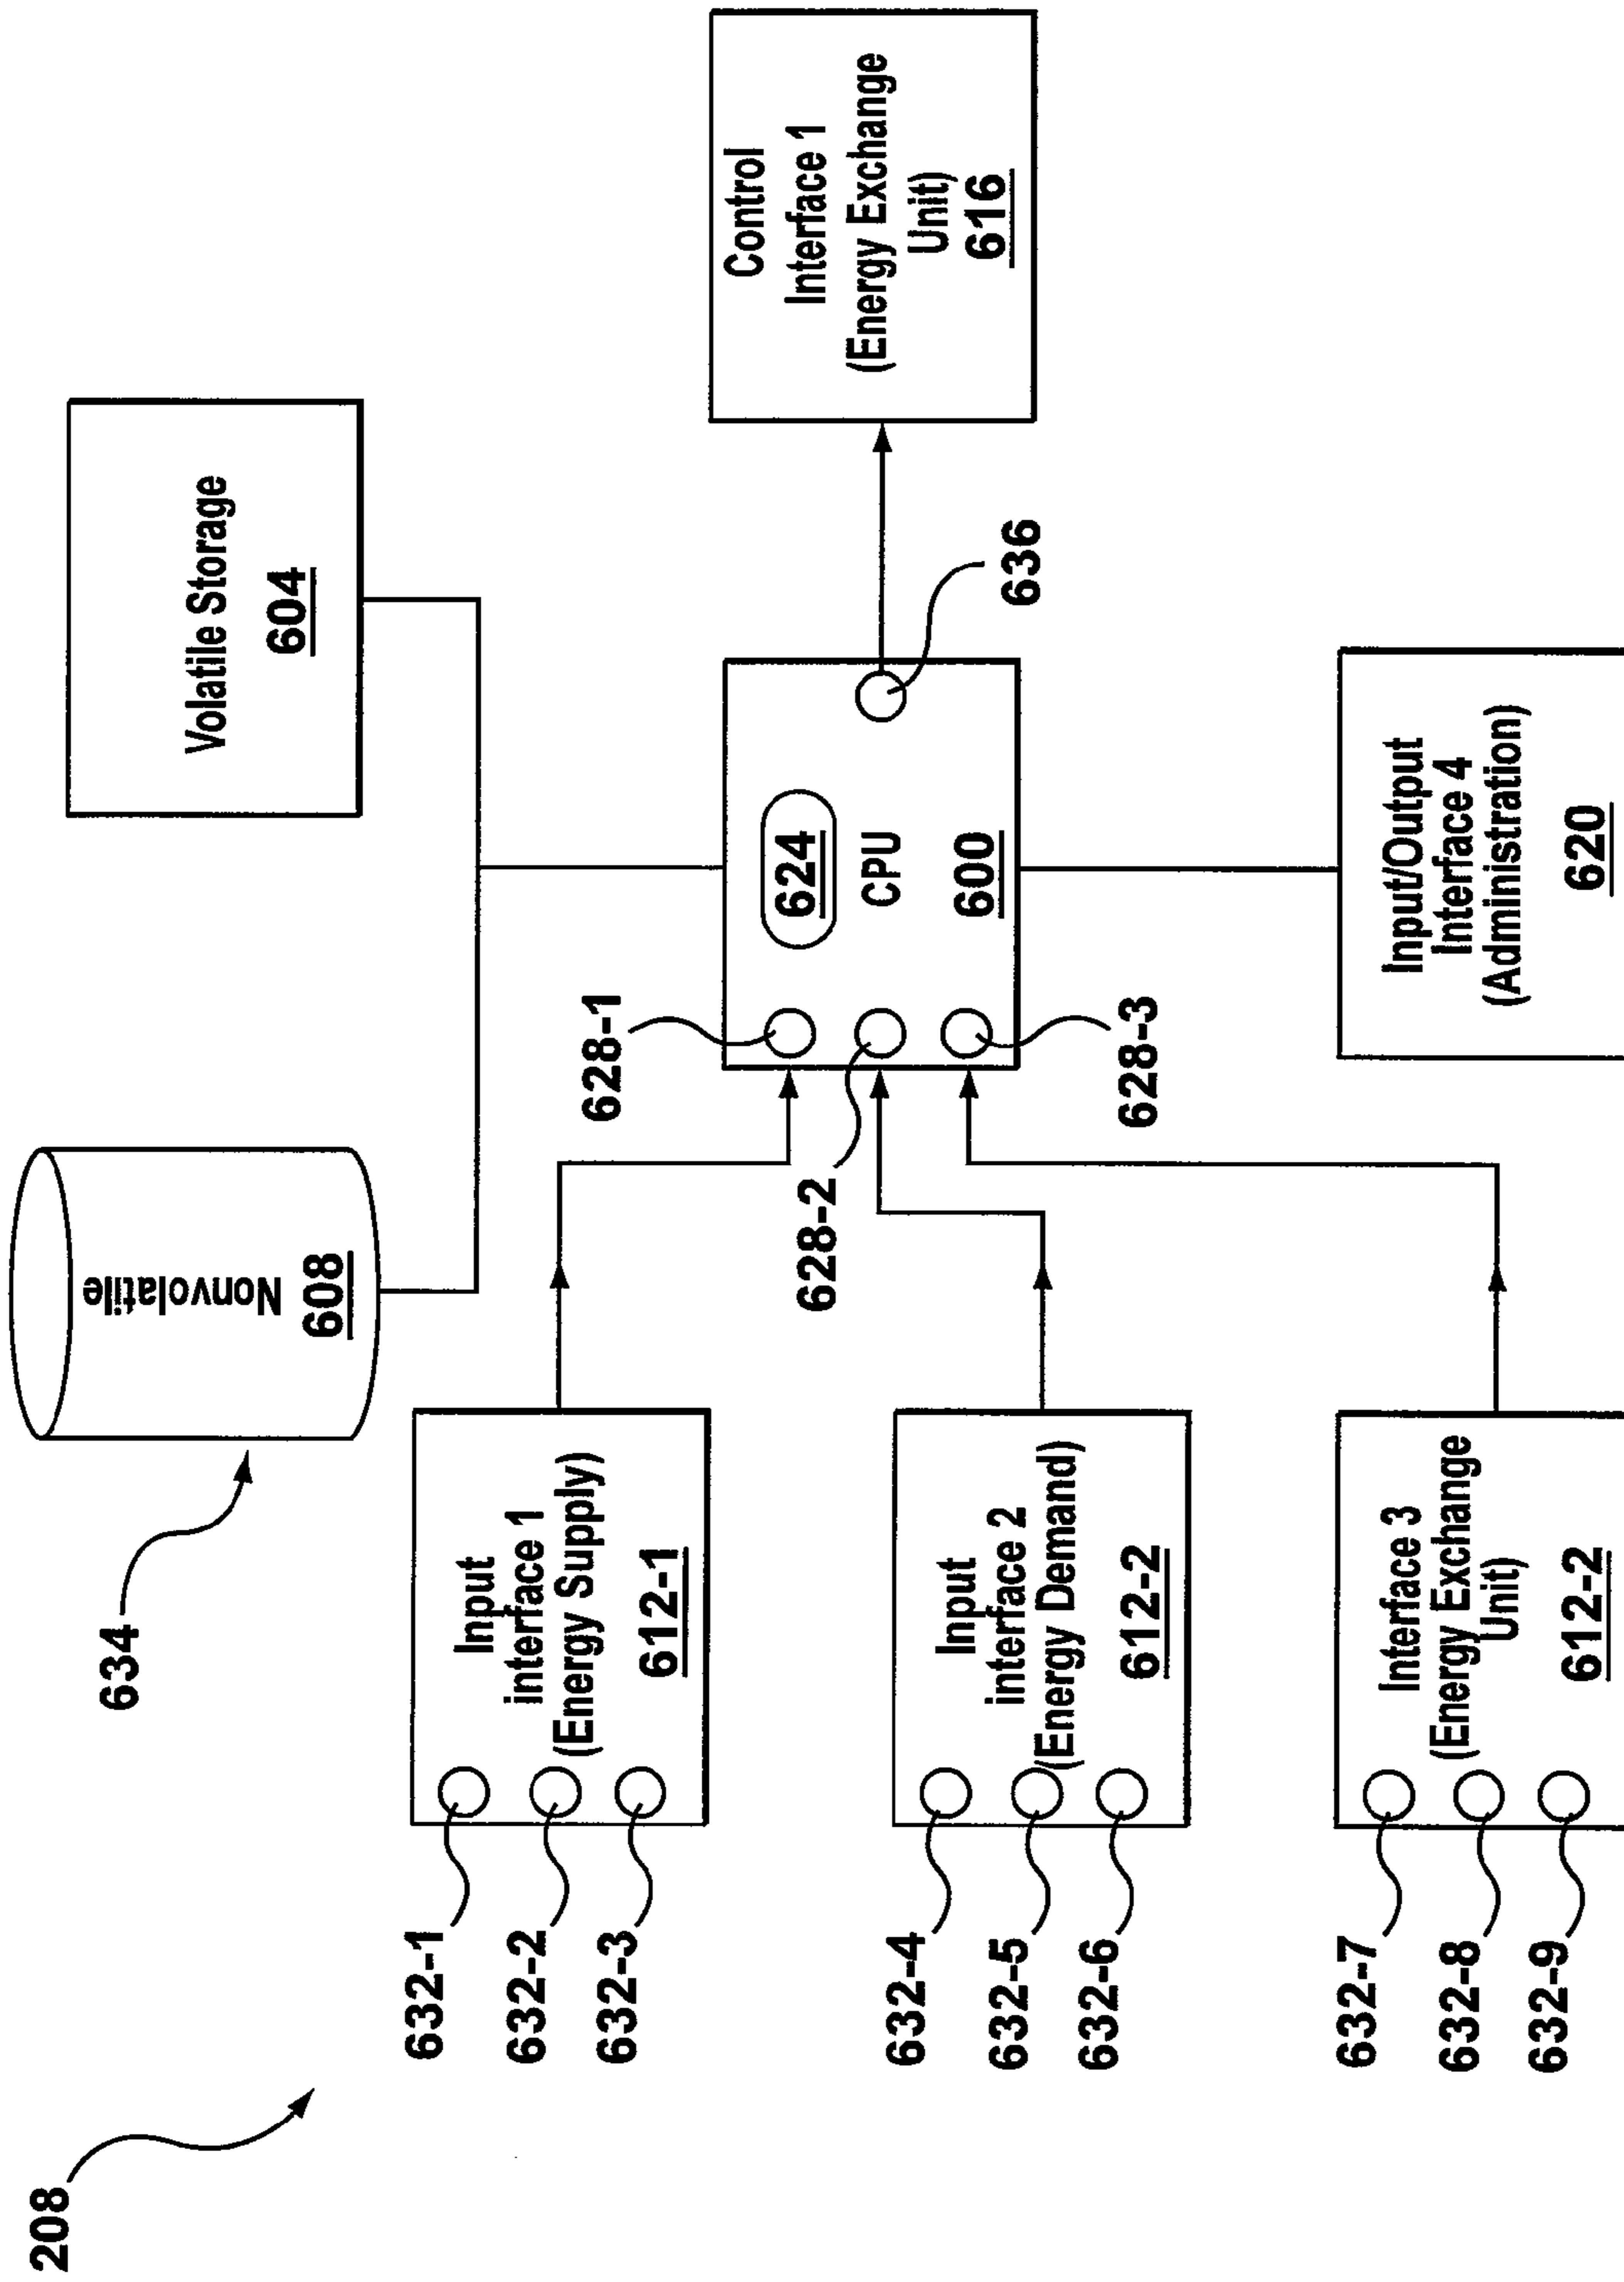 208
634
Nonvolatile
608
Volatile Storage
604
632-1
632-2
632-3
Input
interface 1
(Energy Supply)
612-1
628-1
624
CPU
600
636
Control
Interface 1
(Energy Exchange
Unit)
616
632-4
632-5
632-6
Input
interface 2
(Energy Demand)
612-2
628-2
628-3
632-7
632-8
632-9
Interface 3
(Energy Exchange
Unit)
612-2
Input/Output
Interface 4
(Administration)
620